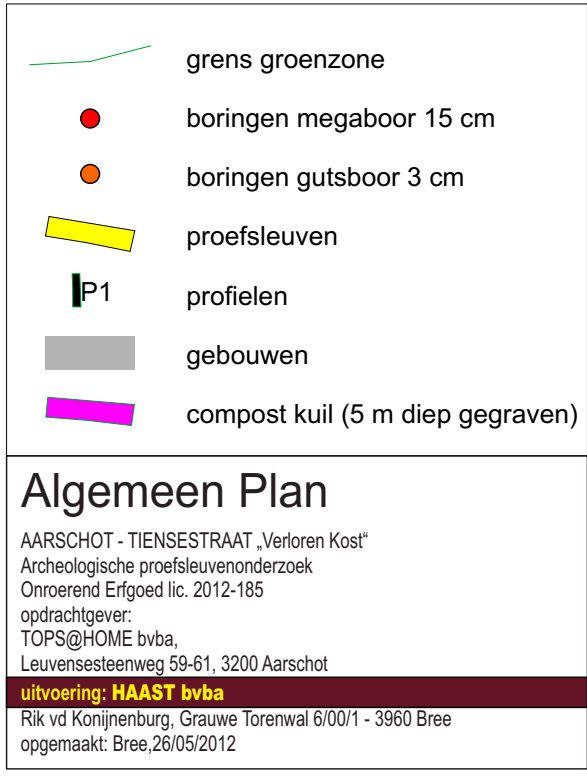 grens groenzone
boringen megaboor 15 cm
boringen gutsboor 3 cm
proefsleuven
P1 profielen
gebouwen
compost kuil (5 m diep gegraven)
Algemeen Plan
AARSCHOT - TIENSESTRAAT „Verloren Kost“
Archeologische proefsleuvenonderzoek
Onroerend Erfgoed lic. 2012-185
opdrachtgever:
TOPS@HOME bvba,
Leuvensesteenweg 59-61, 3200 Aarschot
uitvoering: HAAST bvba
Rik vd Konijnenburg, Grauwe Torenwal 6/00/1 - 3960 Bree
opgemaakt: Bree,26/05/2012